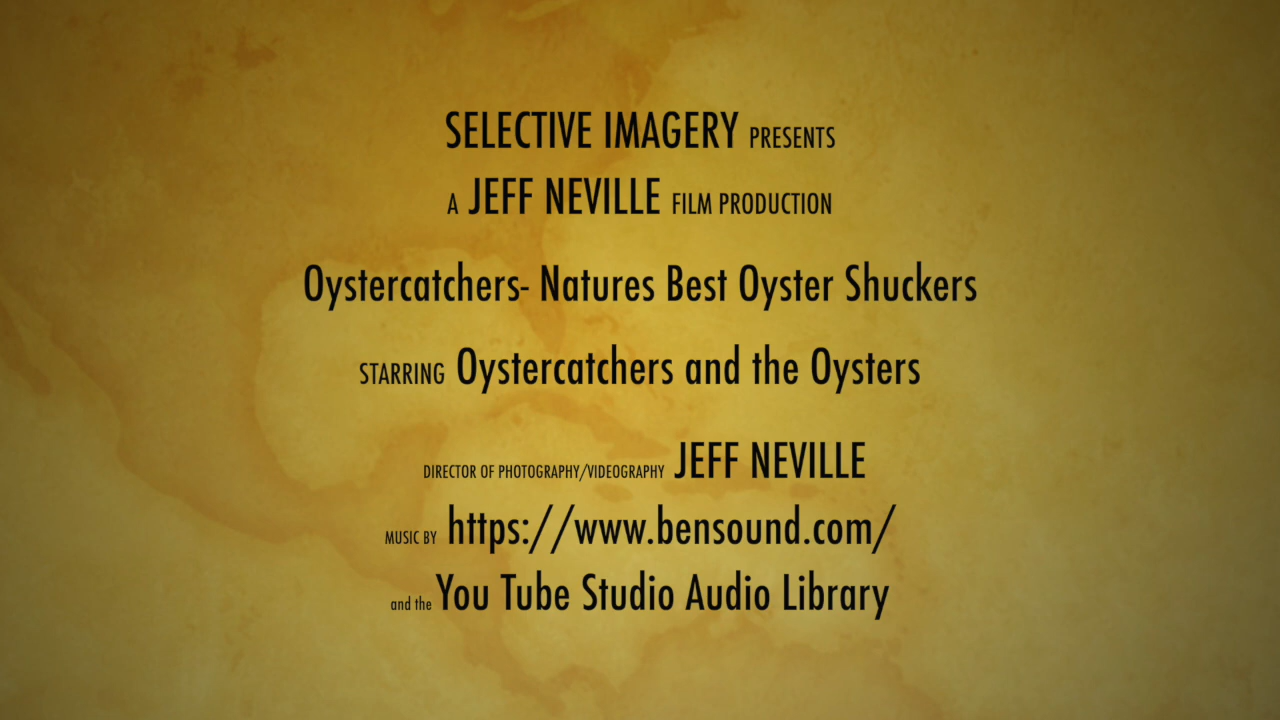 SELECTIVE IMAGERY PRESENTS
A JEFF NEVILLE FILM PRODUCTION
Oystercatchers- Natures Best Oyster Shuckers
STARRING Oystercatchers and the Oysters
DIRECTOR OF PHOTOGRAPHY/VIDEOGRAPHY JEFF NEVILLE
MUSIC BY https://www.bensound.com/
and the You Tube Studio Audio Library